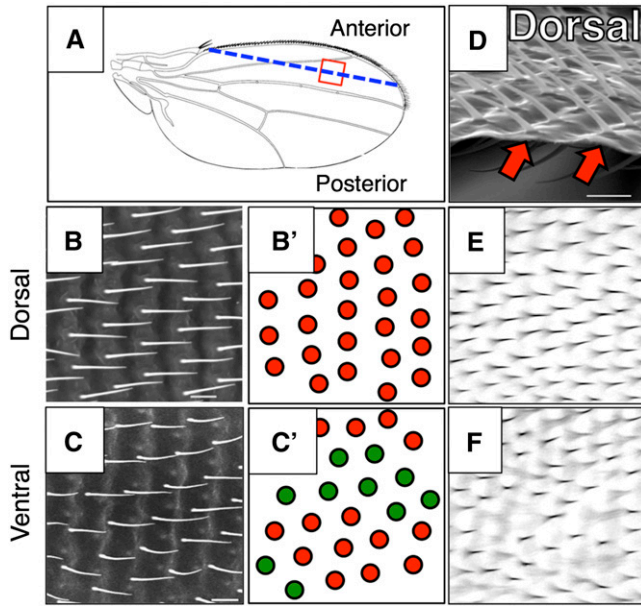 A
Anterior
Posterior
D
Dorsal
Dorsal
B
B’
E
Ventral
C
C’
F